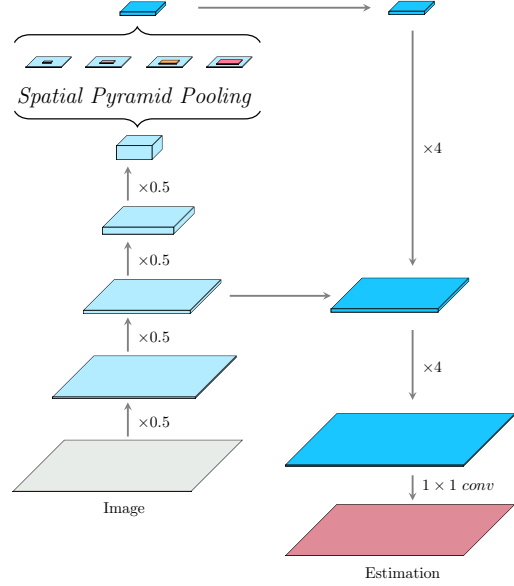 Spatial Pyramid Pooling
×4
×0.5
×0.5
×0.5
×4
×0.5
1 × 1 conv
Image
Estimation